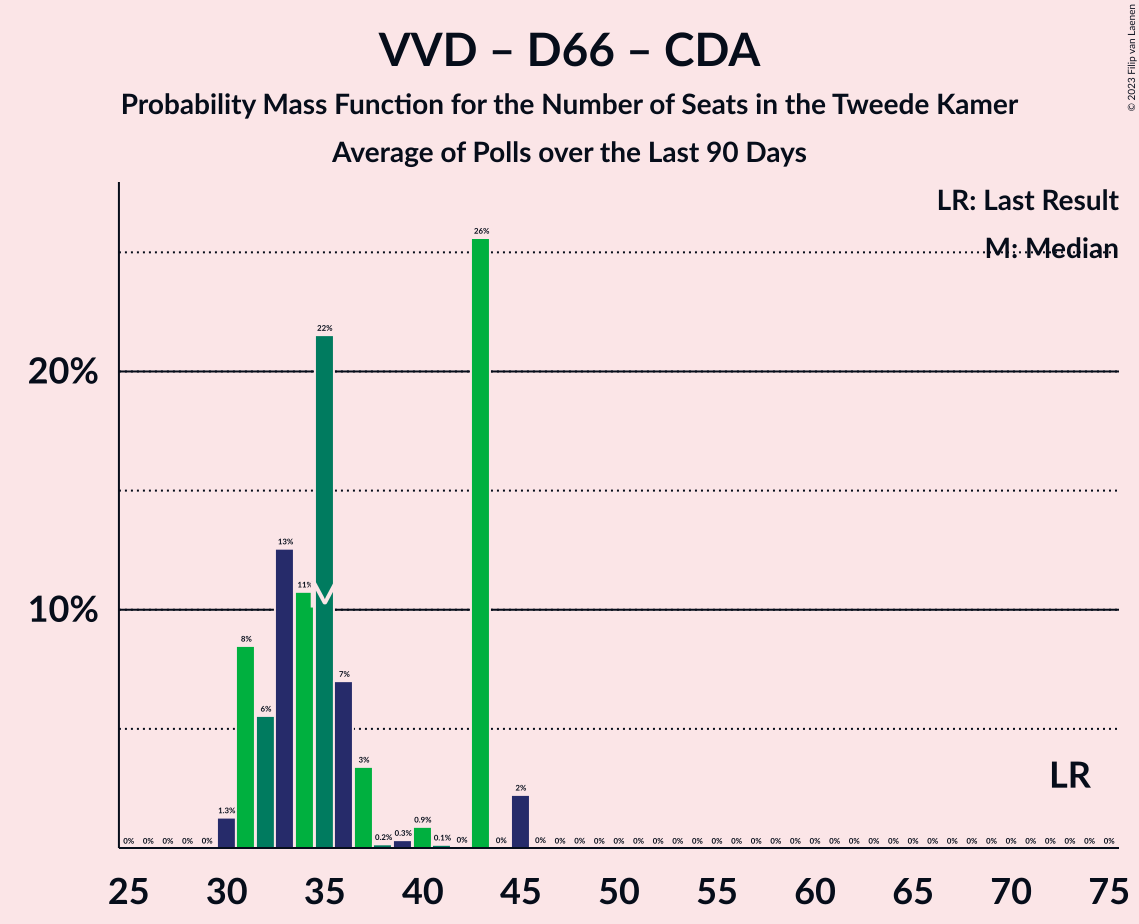 VVD – D66 – CDA
Probability Mass Function for the Number of Seats in the Tweede Kamer
Average of Polls over the Last 90 Days
© 2023 Filip van Laenen
LR: Last Result
M: Median
26%
22%
20%
13%
11%
10%
8%
7%
6%
3%
LR
2%
1.3%
0.9%
0% 0% 0% 0% 0% 0.2% 0.3% 0.1% 0% 0% 0% 0% 0% 0% 0% 0% 0% 0% 0% 0% 0% 0% 0% 0% 0% 0% 0% 0% 0% 0% 0% 0% 0% 0% 0% 0% 0% 0% 0% 0% 0%
25 30 35 40 45 50 55 60 65 70 75